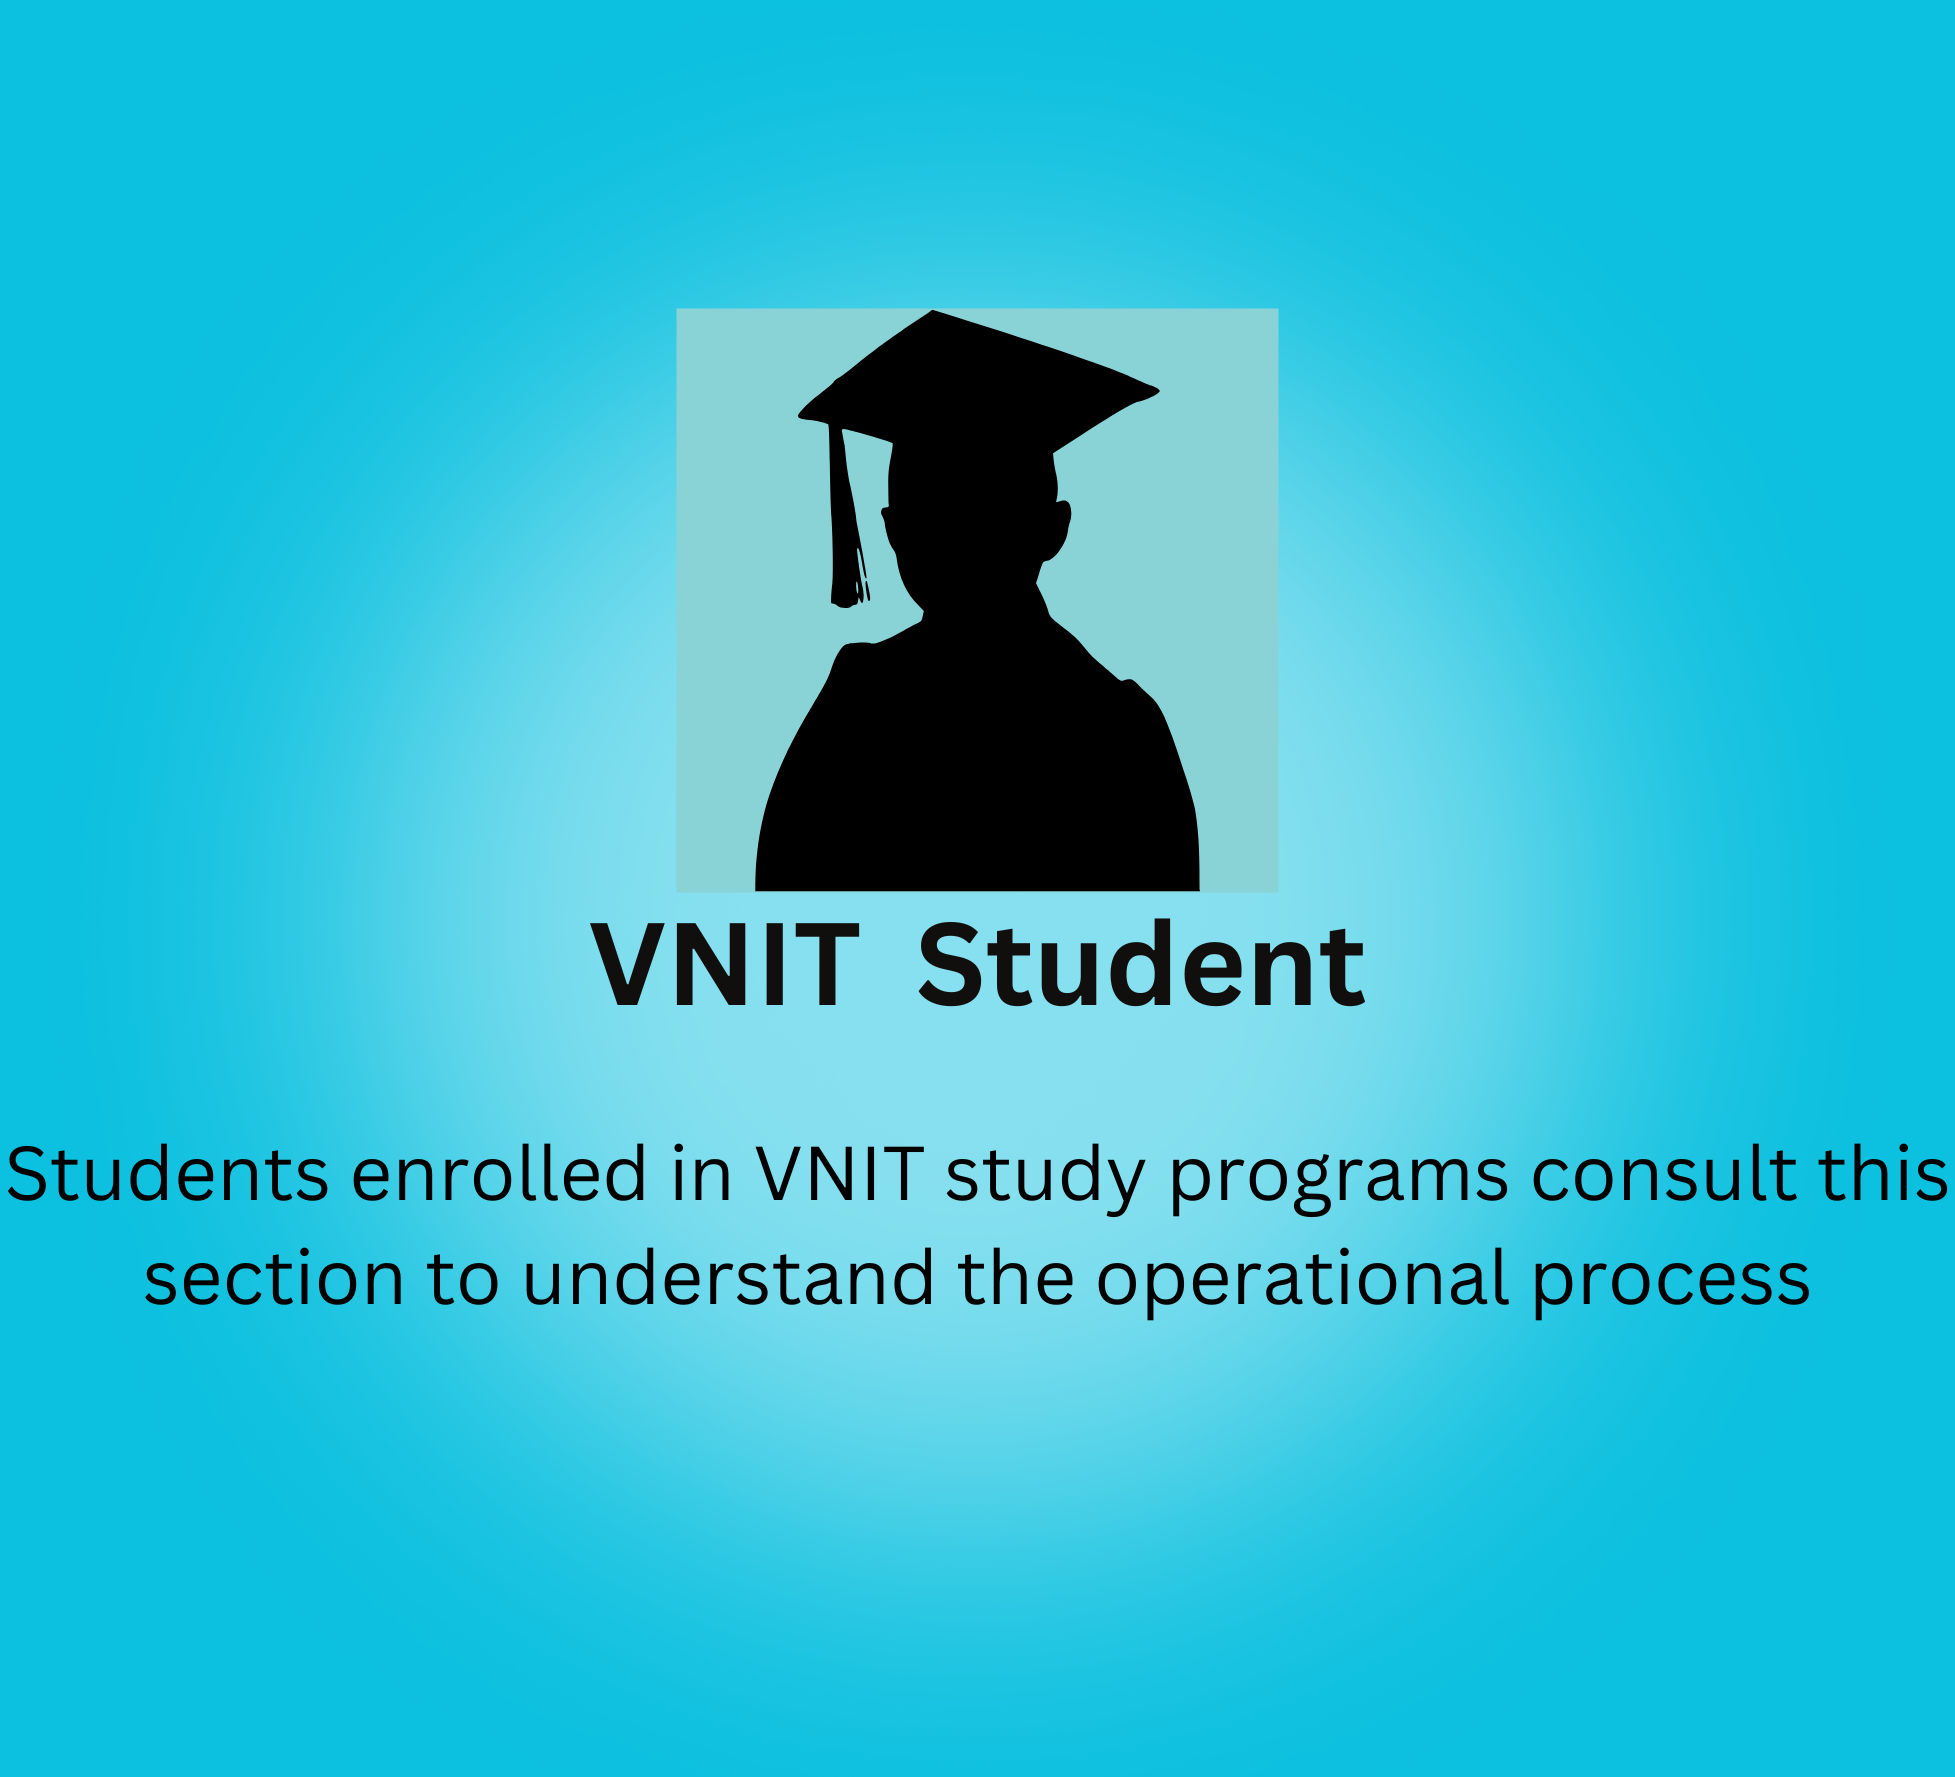 VNIT Student
Students enrolled in VNIT study programs consult this
section to understand the operational process